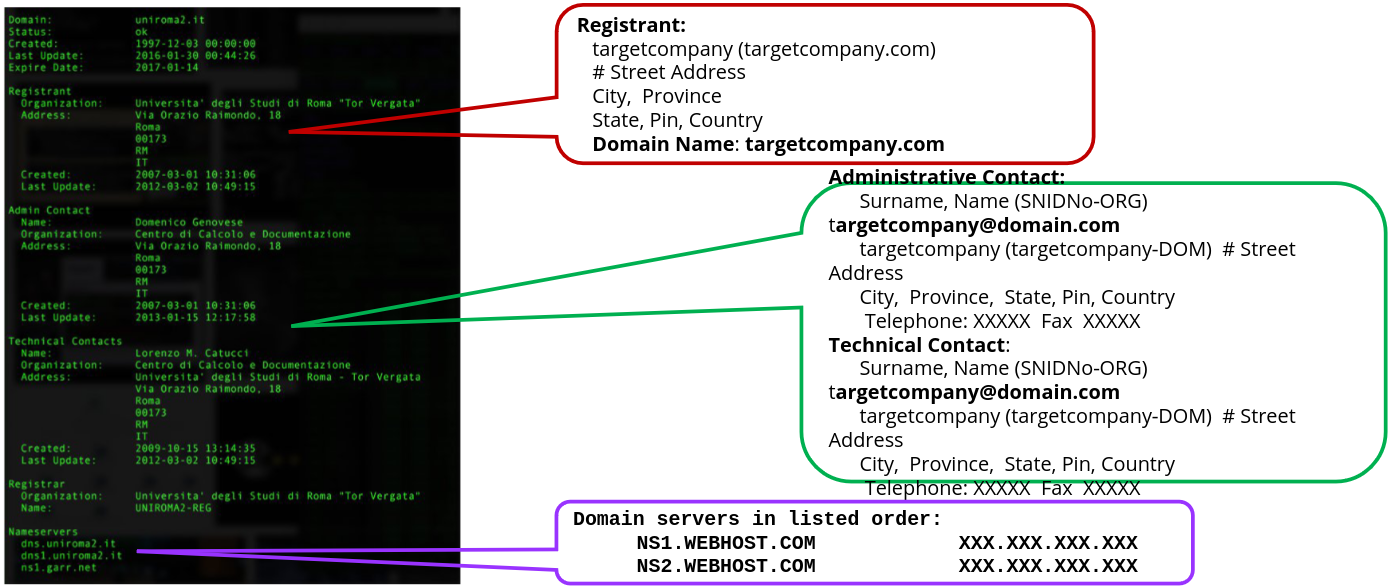 Domain: uniroma2.it
Status: ok
Created: 1997-12-03 00:00:00
Last Update: 2016-01-30 00:44:26
Expire Date: 2017-01-14
Registrant
Organization: Universita' degli Studi di Roma "Tor Vergata"
Address: Via Orazio Raimondo, 18
Roma
00173
RM
IT
Created: 2007-03-01 10:31:06
Last Update: 2012-03-02 10:49:15
Admin Contact
Name: Domenico Genovese
Organization: Centro di Calcolo e Documentazione
Address: Via Orazio Raimondo, 18
Roma
00173
RM
IT
Created: 2007-03-01 10:31:06
Last Update: 2013-01-15 12:17:58
Technical Contacts
Name: Lorenzo M. Catucci
Organization: Centro di Calcolo e Documentazione
Address: Universita' degli Studi di Roma - Tor Vergata
Via Orazio Raimondo, 18
Roma
00173
RM
IT
Created: 2009-10-15 13:14:35
Last Update: 2012-03-02 10:49:15
Registrar
Organization: Universita' degli Studi di Roma "Tor Vergata"
Name: UNIROMA2-REG
Nameservers
dns.uniroma2.it
dns1.uniroma2.it
ns1.garr.net
Registrant:
targetcompany (targetcompany.com)
# Street Address
City, Province
State, Pin, Country
Domain Name: targetcompany.com
Administrative Contact:
Surname, Name (SNIDNo-ORG)
targetcompany@domain.com
targetcompany (targetcompany-DOM) # Street
Address
City, Province, State, Pin, Country
Telephone: XXXXX Fax XXXXX
Technical Contact:
Surname, Name (SNIDNo-ORG)
targetcompany@domain.com
targetcompany (targetcompany-DOM) # Street
Address
City, Province, State, Pin, Country
Telephone: XXXXX Fax XXXXX
Domain servers in listed order:
NS1.WEBHOST.COM XXX.XXX.XXX.XXX
NS2.WEBHOST.COM XXX.XXX.XXX.XXX